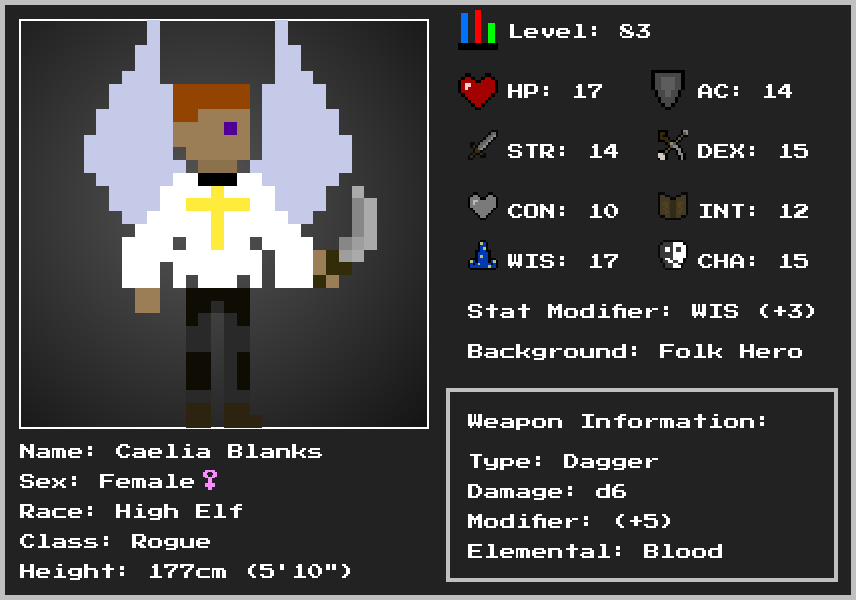 Level: 83
HP: 17
AC: 14
STR: 14
DEX: 15
CON: 10
INT: 12
WIS: 17
CHA: 15
Stat Modifier: WIS (+3)
Background: Folk Hero
Weapon Information:
Type: Dagger
Damage: d6
Modifier: (+5)
Elemental: Blood
Name: Caelia Blanks
Sex: Female♀
Race: High Elf
Class: Rogue
Height: 177cm (5'10")